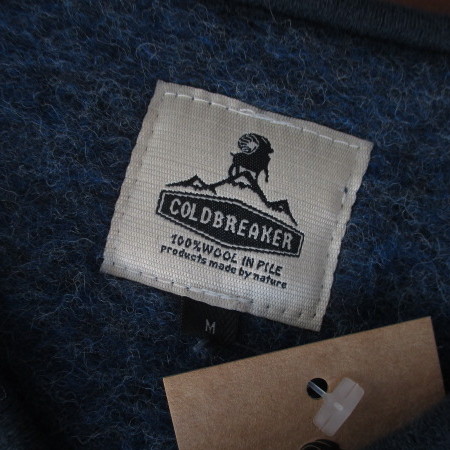 COLDBREAKER
100% WOOL IN PILE
products made by nature
M